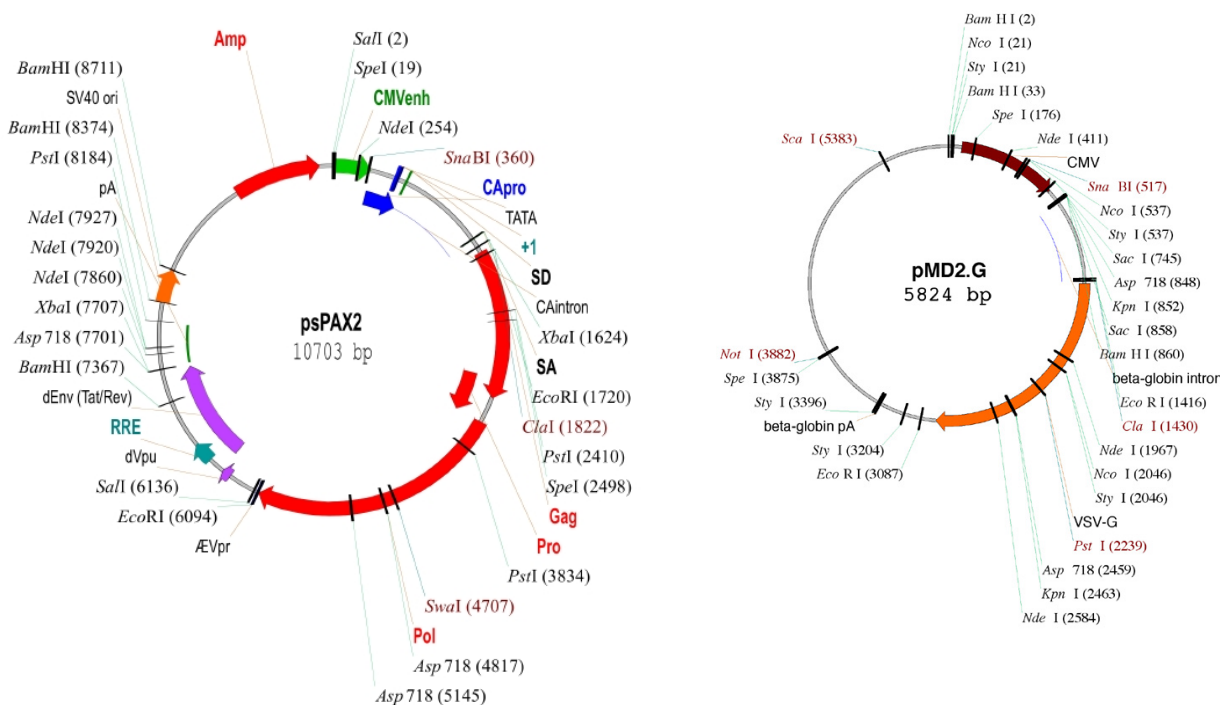 Amp
SalI (2)
SpeI (19)
CMVenh
NdeI (254)
SnaBI (360)
CApro
TATA
+1
SD
CAintron
XbaI (1624)
SA
EcoRI (1720)
ClaI (1822)
PstI (2410)
SpeI (2498)
Gag
Pro
PstI (3834)
SwaI (4707)
Pol
Asp 718 (4817)
Asp 718 (5145)
BamHI (8711)
SV40 ori
BamHI (8374)
PstI (8184)
pA
NdeI (7927)
NdeI (7920)
NdeI (7860)
XbaI (7707)
Asp 718 (7701)
BamHI (7367)
dEnv (Tat/Rev)
RRE
dVpu
SalI (6136)
EcoRI (6094)
ÆVpr
psPAX2
10703 bp
Bam H I (2)
Nco I (21)
Sty I (21)
Bam H I (33)
Spe I (176)
Nde I (411)
CMV
Sna BI (517)
Nco I (537)
Sty I (537)
Sac I (745)
Asp 718 (848)
Kpn I (852)
Sac I (858)
Bam H I (860)
beta-globin intron
Eco R I (1416)
Cla I (1430)
Nde I (1967)
Nco I (2046)
Sty I (2046)
VSV-G
Pst I (2239)
Asp 718 (2459)
Kpn I (2463)
Nde I (2584)
Sca I (5383)
pMD2.G
5824 bp
Not I (3882)
Spe I (3875)
Sty I (3396)
beta-globin pA
Sty I (3204)
Eco R I (3087)